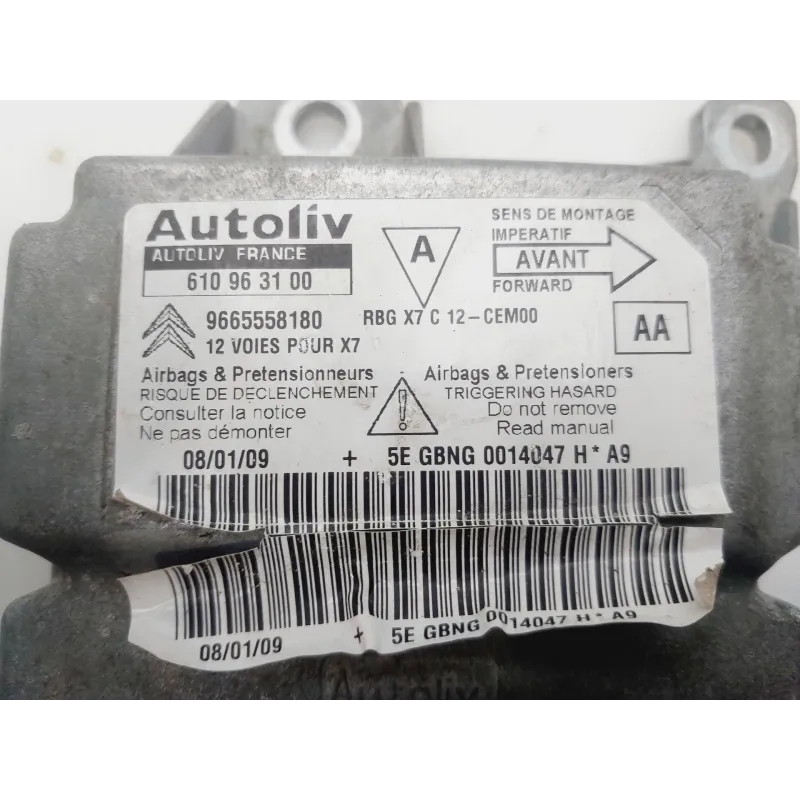 Autoliv
AUTOLIV FRANCE
610 96 31 00
A
SENS DE MONTAGE
IMPERATIF
AVANT
FORWARD
9665558180
RBG X7 C 12-CEM00
12 VOIES POUR X7
AA
Airbags & Pretensionneurs
RISQUE DE DECLENCHEMENT
Consulter la notice
Ne pas démonter
Airbags & Pretensioners
TRIGGERING HASARD
Do not remove
Read manual
08/01/09 + 5E GBNG 0014047 H* A9
08/01/09 + 5E GBNG 0014047 H* A9
Autoliv